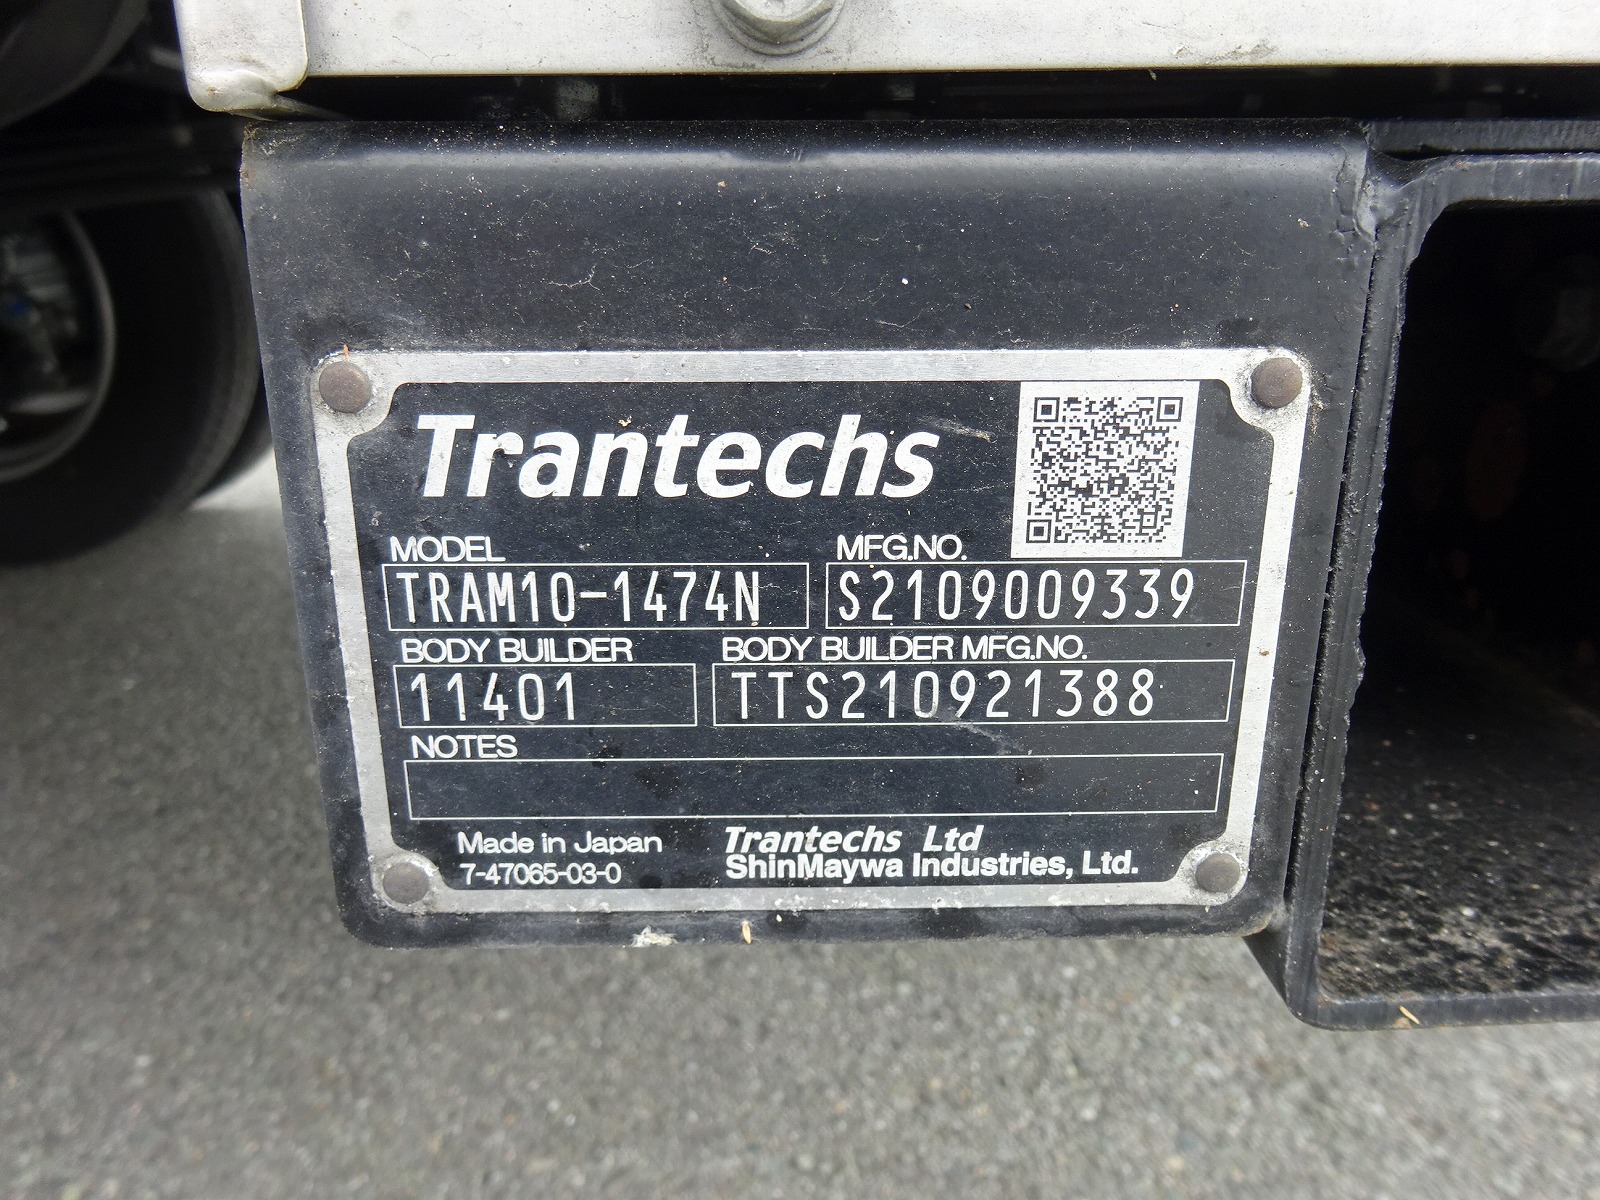 Trantechs
MODEL MFG.NO.
TRAM10-1474N S2109009339
BODY BUILDER BODY BUILDER MFG.NO.
11401 TTS210921388
NOTES
Made in Japan Trantechs Ltd
7-47065-03-0 ShinMaywa Industries, Ltd.